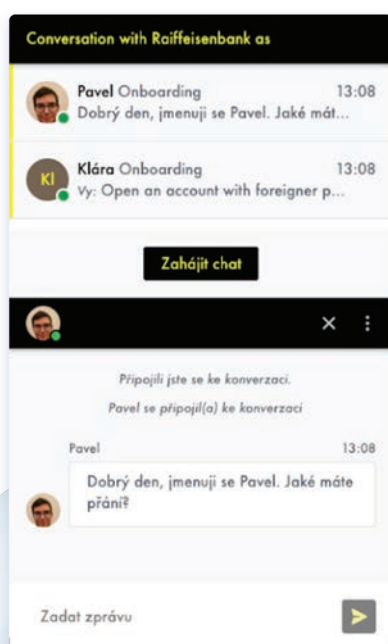 Conversation with Raiffeisenbank as
Pavel Onboarding 13:08
Dobrý den, jmenuji se Pavel. Jaké mát...
Kl
Klára Onboarding 13:08
Vy: Open an account with foreigner p...
Zahájit chat
Připojili jste se ke konverzaci.
Pavel se připojil(a) ke konverzaci
Pavel 13:08
Dobrý den, jmenuji se Pavel. Jaké máte
přání?
Zadat zprávu